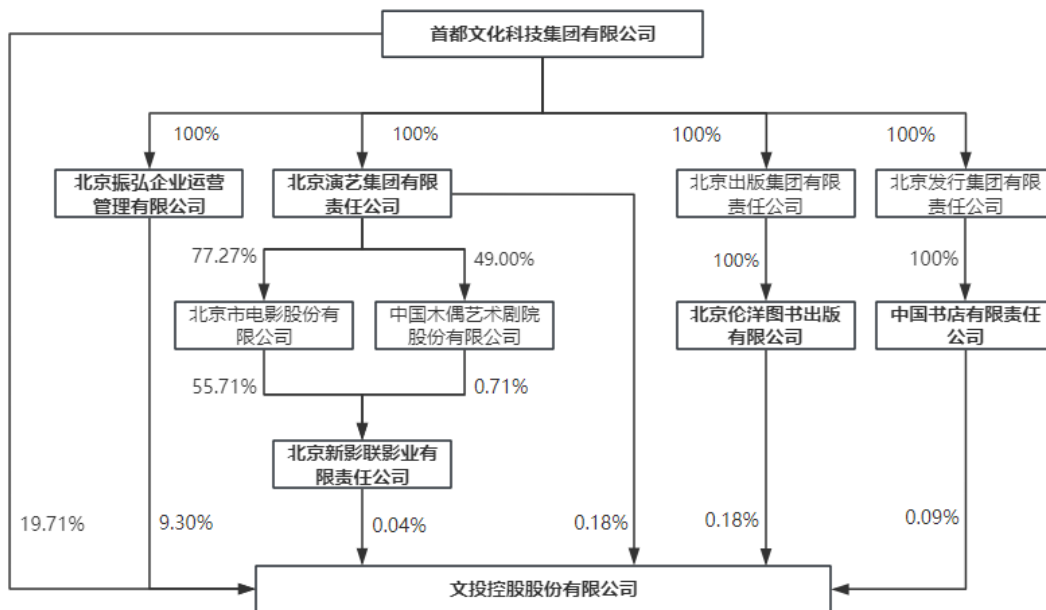 首都文化科技集团有限公司
100%
100%
100%
100%
北京振弘企业运营
管理有限公司
北京演艺集团有限
责任公司
北京出版集团有限
责任公司
北京发行集团有限
责任公司
77.27%
49.00%
100%
100%
北京市电影股份有
限公司
中国木偶艺术剧院
股份有限公司
北京伦洋图书出版
有限公司
中国书店有限责任
公司
55.71%
0.71%
北京新影联影业有
限责任公司
19.71%
9.30%
0.04%
0.18%
0.18%
0.09%
文投控股股份有限公司